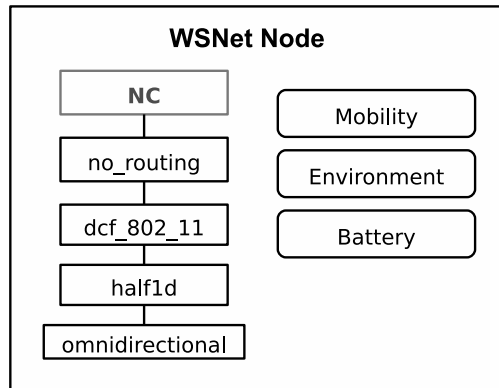 WSNet Node
NC
no_routing
dcf_802_11
half1d
omnidirectional
Mobility
Environment
Battery